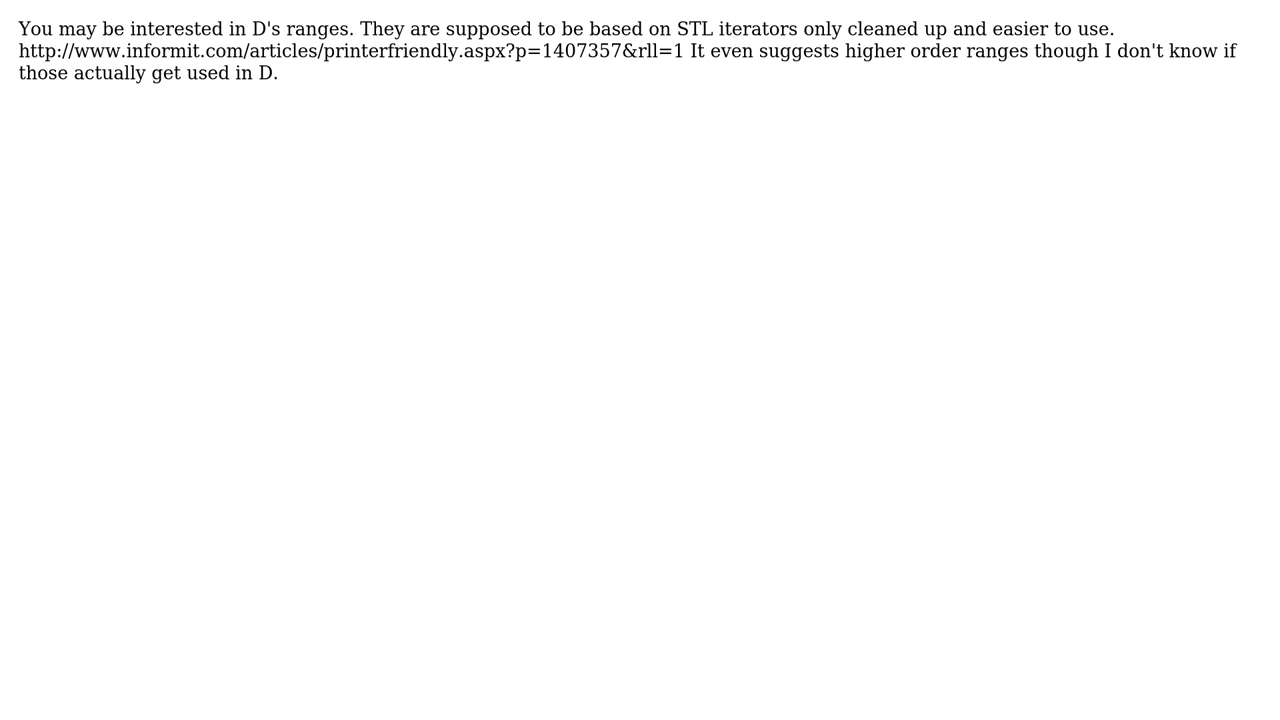 You may be interested in D's ranges. They are supposed to be based on STL iterators only cleaned up and easier to use.
http://www.informit.com/articles/printerfriendly.aspx?p=1407357&rll=1 It even suggests higher order ranges though I don't know if
those actually get used in D.